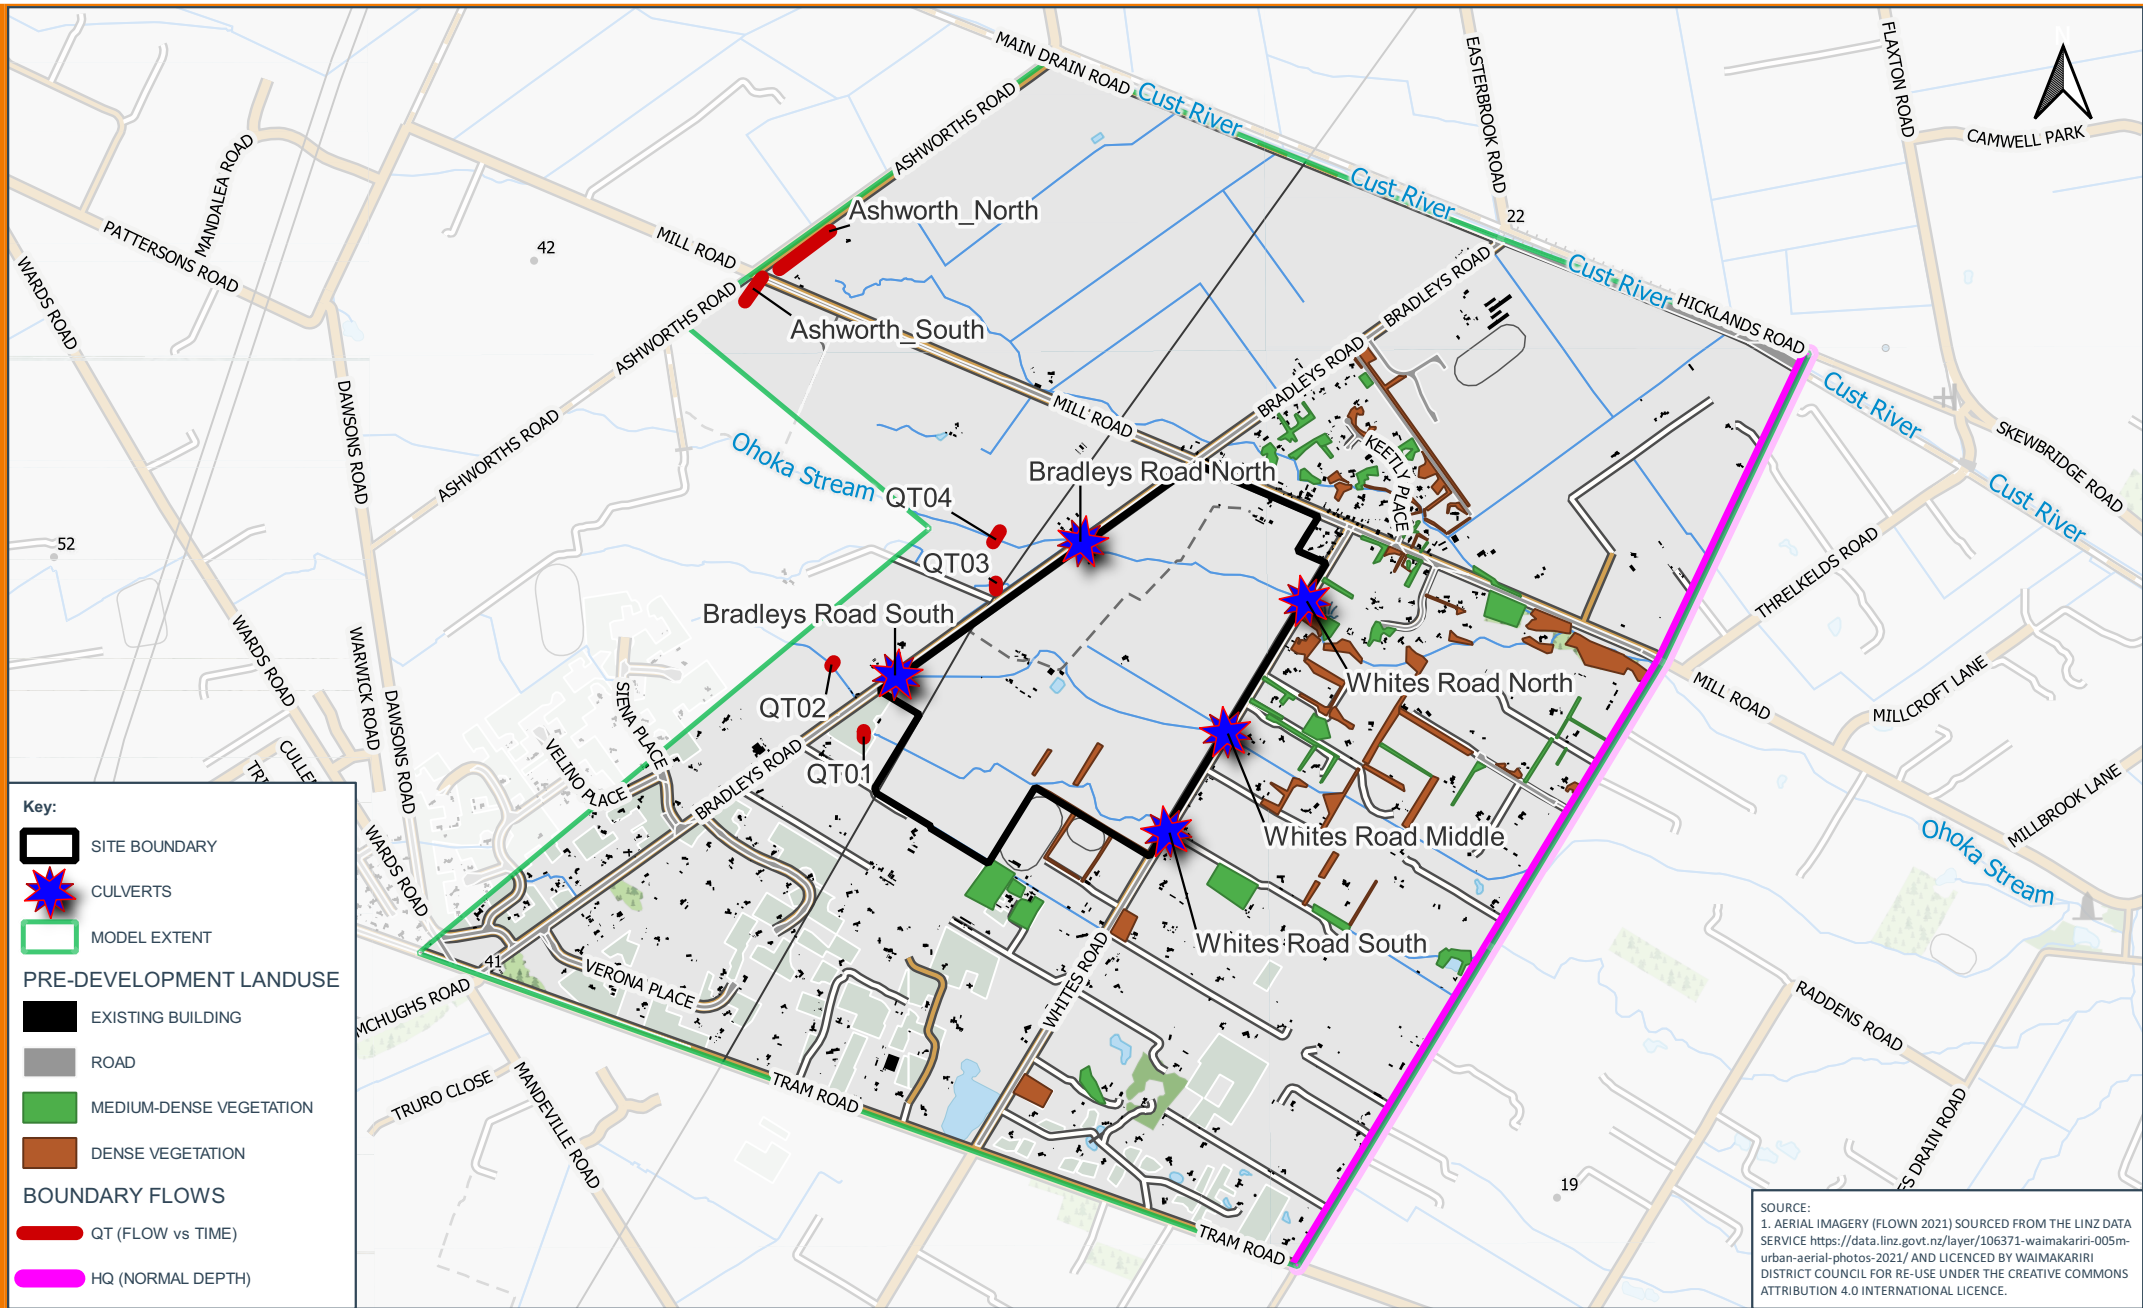 MAIN DRAIN ROAD
Cust River
EASTERBROOK ROAD
FLAXTON ROAD
N
CAMWELL PARK
ASHWORTHS ROAD
MANDALEA ROAD
PATTERSONS ROAD
WARDS ROAD
42
MILL ROAD
Ashworth_North
Cust River
22
BRADLEYS ROAD
Cust River
HICKLANDS ROAD
ASHWORTHS ROAD
Ashworth_South
BRADLEYS ROAD
DAWSONS ROAD
ASHWORTHS ROAD
MILL ROAD
Cust River
SKEWBRIDGE ROAD
Ohoka Stream
KEETLY PLACE
Bradleys Road North
QT04
Cust River
52
QT03
THRELKELDS ROAD
Bradleys Road South
WARDS ROAD
WARWICK ROAD
DAWSONS ROAD
SIENA PLACE
Whites Road North
MILL ROAD
MILLCROFT LANE
QT02
VELINO PLACE
BRADLEYS ROAD
QT01
MILLBROOK LANE
WARDS ROAD
Whites Road Middle
Ohoka Stream
Whites Road South
41
VERONA PLACE
WHITES ROAD
MCHUGHS ROAD
RADDENS ROAD
TRURO CLOSE
MANDEVILLE ROAD
TRAM ROAD
19
TRAM ROAD
Key:
SITE BOUNDARY
CULVERTS
MODEL EXTENT
PRE-DEVELOPMENT LANDUSE
EXISTING BUILDING
ROAD
MEDIUM-DENSE VEGETATION
DENSE VEGETATION
BOUNDARY FLOWS
QT (FLOW vs TIME)
HQ (NORMAL DEPTH)
SOURCE:
1. AERIAL IMAGERY (FLOWN 2021) SOURCED FROM THE LINZ DATA
SERVICE https://data.linz.govt.nz/layer/106371-waimakariri-005m-
urban-aerial-photos-2021/ AND LICENCED BY WAIMAKARIRI
DISTRICT COUNCIL FOR RE-USE UNDER THE CREATIVE COMMONS
ATTRIBUTION 4.0 INTERNATIONAL LICENCE.